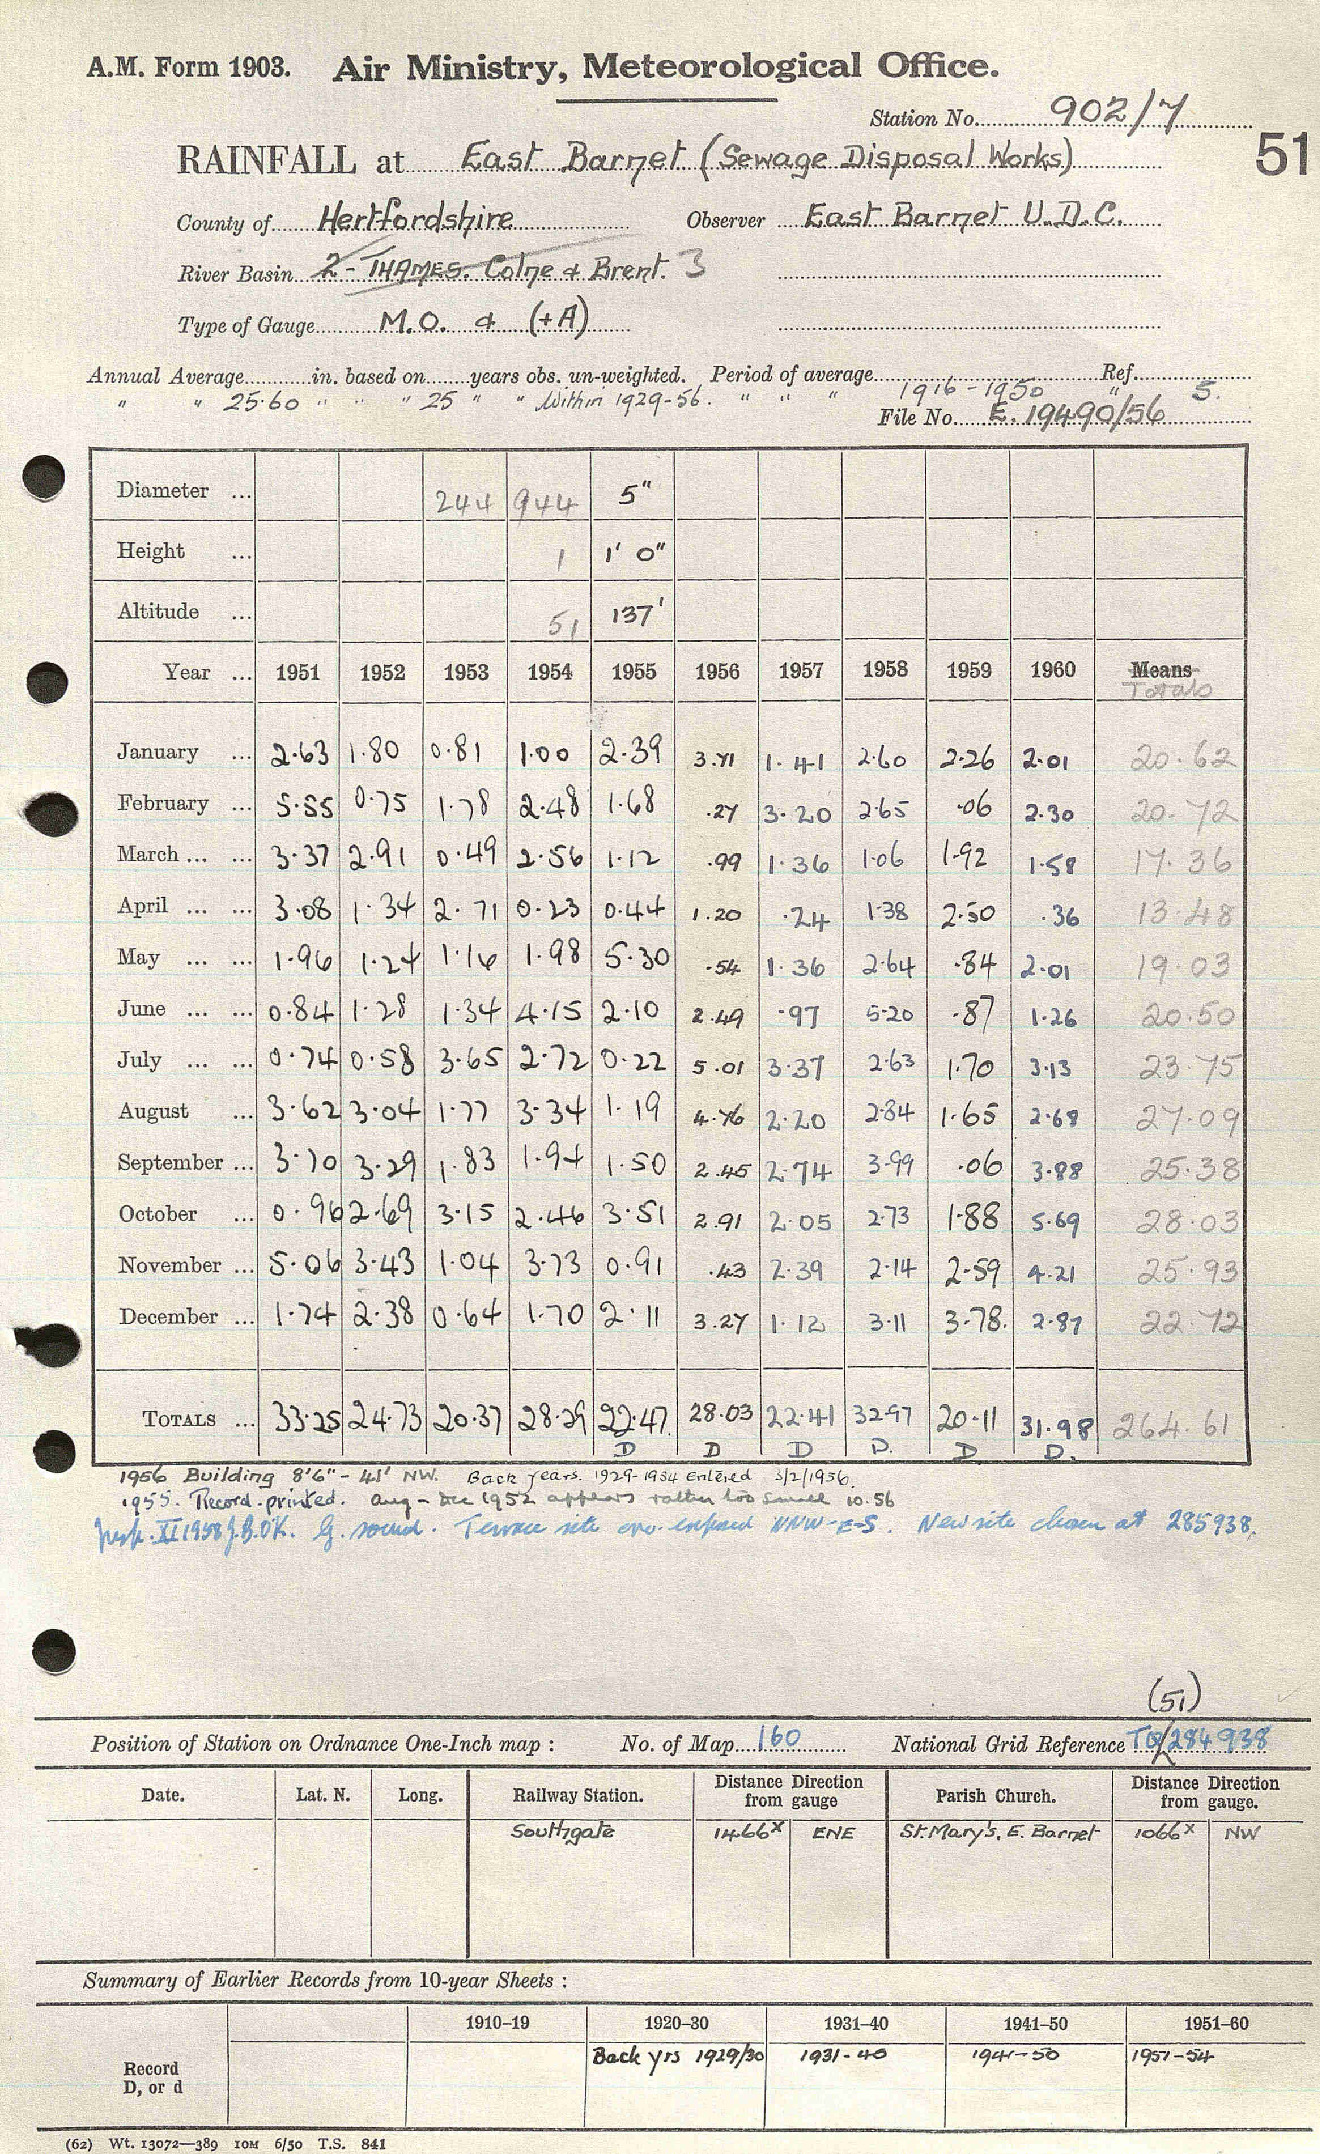 A.M. Form 1903. Air Ministry, Meteorological Office.
Station No. 902/7
51
RAINFALL at East Barnet (Sewage Disposal Works)
County of Hertfordshire Observer East Barnet U.D.C.
River Basin 2 - THAMES. Colne & Brent. 3
Type of Gauge M.O. & (+A)
Annual Average in. based on years obs. un-weighted. Period of average Ref.
" " 25.60 " " " 25 " " Within 1929-56. " " " 1916-1950 " 5.
File No. E. 19490/56
Diameter ... 244 944 5"
Height ... 1 1' 0"
Altitude ... 51 137'
Year ... 1951 1952 1953 1954 1955 1956 1957 1958 1959 1960 Means
Totals
January ... 2.63 1.80 0.81 1.00 2.39 3.71 1.41 2.60 2.26 2.01 20.62
February ... 5.55 0.75 1.78 2.48 1.68 .27 3.20 2.65 .06 2.30 20.72
March ... ... 3.37 2.91 0.49 2.56 1.12 .99 1.36 1.06 1.92 1.58 17.36
April ... ... 3.08 1.34 2.71 0.23 0.44 1.20 .24 1.38 2.50 .36 13.48
May ... ... 1.96 1.24 1.16 1.98 5.30 .54 1.36 2.64 .84 2.01 19.03
June ... ... 0.84 1.28 1.34 4.15 2.10 2.49 .97 5.20 .87 1.26 20.50
July ... ... 0.74 0.58 3.65 2.72 0.22 5.01 3.37 2.63 1.70 3.13 23.75
August ... 3.62 3.04 1.77 3.34 1.19 4.76 2.20 2.84 1.65 2.68 27.09
September ... 3.70 3.29 1.83 1.94 1.50 2.45 2.74 3.99 .06 3.88 25.38
October ... 0.96 2.69 3.15 2.46 3.51 2.91 2.05 2.73 1.88 5.69 28.03
November ... 5.06 3.43 1.04 3.73 0.91 .43 2.39 2.14 2.59 4.21 25.93
December ... 1.74 2.38 0.64 1.70 2.11 3.27 1.12 3.11 3.78. 2.87 22.72
TOTALS ... 33.25 24.73 20.37 28.29 22.47 28.03 22.41 32.97 20.11 31.98 264.61
D D D D. D D.
1956 Building 8'6" - 41' NW. Back years. 1929-1954 entered 3/2/1956.
1955. Record printed. Aug - Dec 1952 appears rather too small 10.56
Insp. XI 1958 J.B. OK. G. sound. Terrace site exposed NNW-E-S. New site chosen at 285938.
(51)
Position of Station on Ordnance One-Inch map : No. of Map 160 National Grid Reference TQ/284938
Date. Lat. N. Long. Railway Station. Distance from gauge Direction Parish Church. Distance from gauge. Direction
Southgate 1466x ENE St. Mary's, E. Barnet 1066x NW
Summary of Earlier Records from 10-year Sheets :
1910–19 1920–30 1931–40 1941–50 1951–60
Record D, or d Back yrs 1929/30 1931-40 1941-50 1951-54
(62) Wt. 13072—389 10M 6/50 T.S. 841